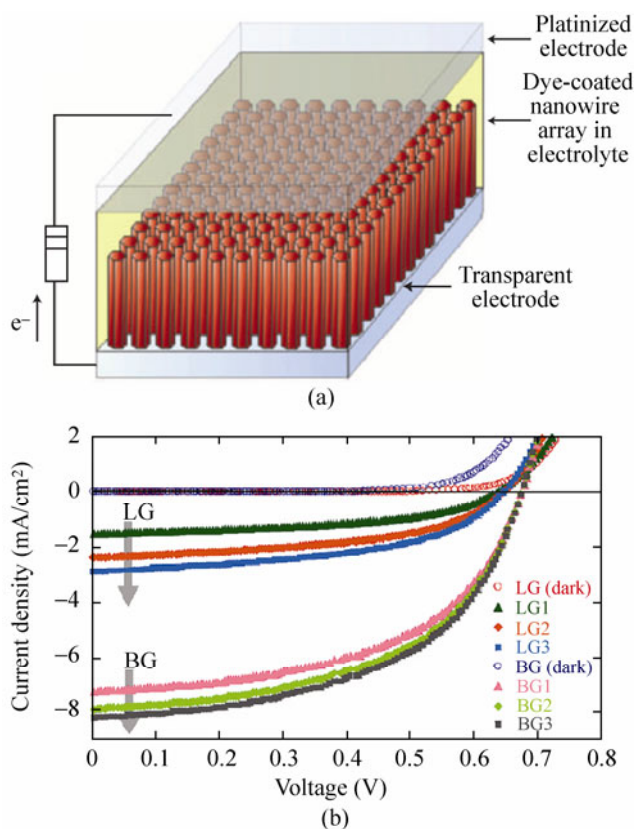 Platinized
electrode
Dye-coated
nanowire
array in
electrolyte
Transparent
electrode
e–
(a)
2
0
−2
−4
−6
−8
Current density (mA/cm²)
LG
BG
LG (dark)
LG1
LG2
LG3
BG (dark)
BG1
BG2
BG3
0 0.1 0.2 0.3 0.4 0.5 0.6 0.7 0.8
Voltage (V)
(b)